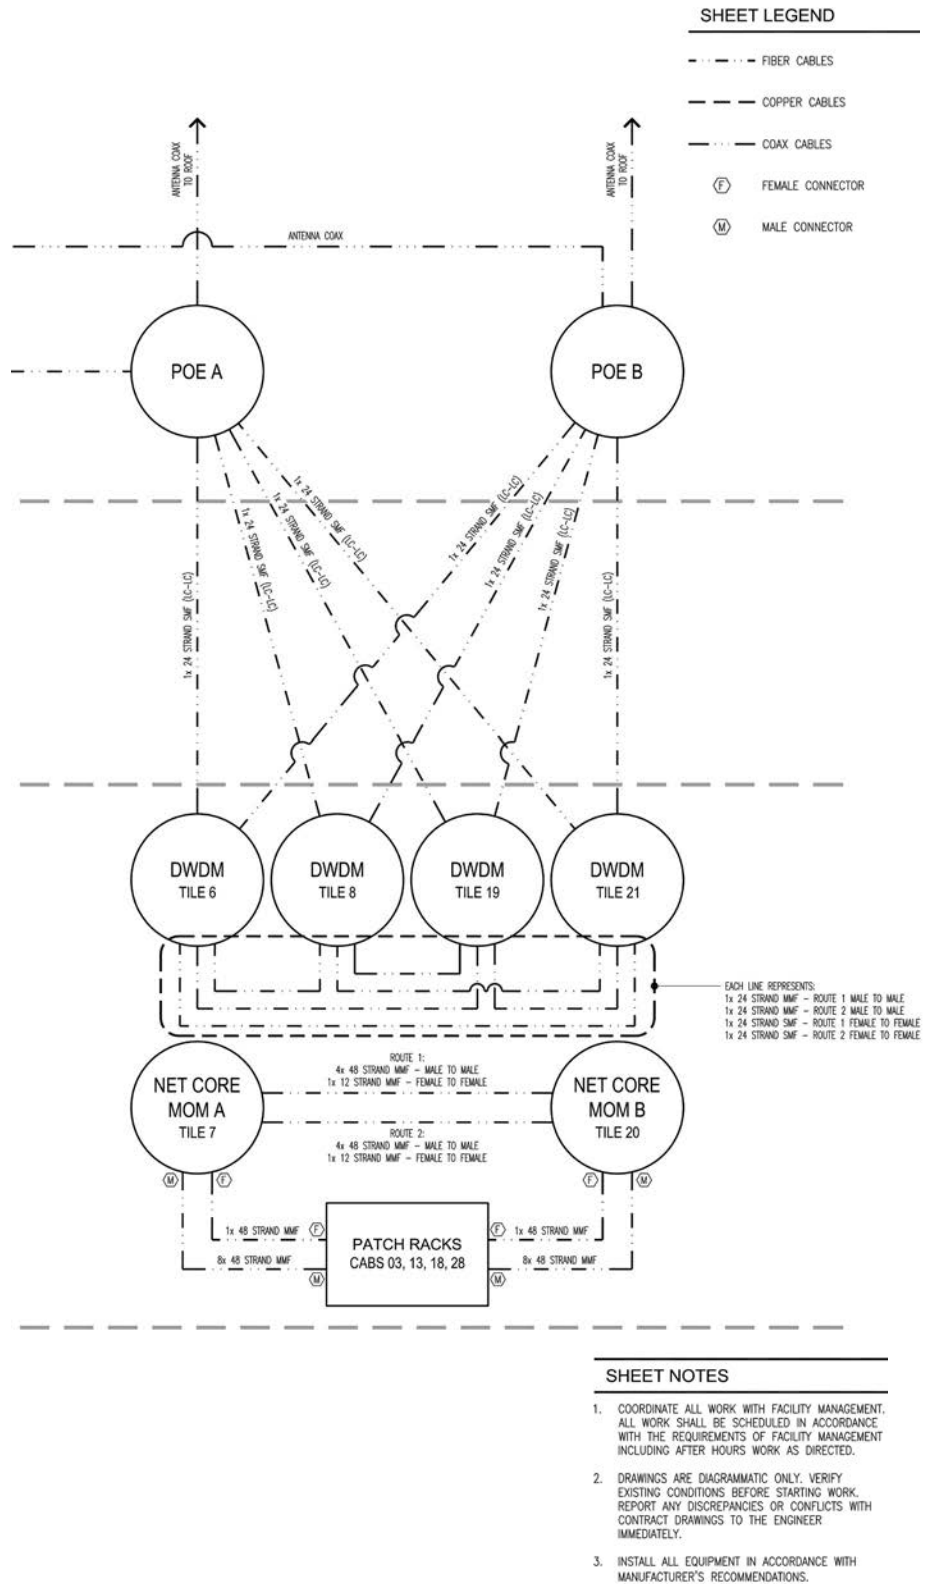 SHEET LEGEND
FIBER CABLES
COPPER CABLES
COAX CABLES
F FEMALE CONNECTOR
M MALE CONNECTOR
ANTENNA COAX
TO ROOF
ANTENNA COAX
TO ROOF
ANTENNA COAX
POE A
POE B
1x 24 STRAND SMF (LC-LC)
1x 24 STRAND SMF (LC-LC)
1x 24 STRAND SMF (LC-LC)
1x 24 STRAND SMF (LC-LC)
1x 24 STRAND SMF (LC-LC)
1x 24 STRAND SMF (LC-LC)
1x 24 STRAND SMF (LC-LC)
1x 24 STRAND SMF (LC-LC)
DWDM
TILE 6
DWDM
TILE 8
DWDM
TILE 19
DWDM
TILE 21
EACH LINE REPRESENTS:
1x 24 STRAND MMF - ROUTE 1 MALE TO MALE
1x 24 STRAND MMF - ROUTE 2 MALE TO MALE
1x 24 STRAND SMF - ROUTE 1 FEMALE TO FEMALE
1x 24 STRAND SMF - ROUTE 2 FEMALE TO FEMALE
NET CORE
MOM A
TILE 7
ROUTE 1:
4x 48 STRAND MMF - MALE TO MALE
1x 12 STRAND MMF - FEMALE TO FEMALE
ROUTE 2:
4x 48 STRAND MMF - MALE TO MALE
1x 12 STRAND MMF - FEMALE TO FEMALE
NET CORE
MOM B
TILE 20
M
F
F
M
1x 48 STRAND MMF
F
F
1x 48 STRAND MMF
PATCH RACKS
CABS 03, 13, 18, 28
8x 48 STRAND MMF
M
M
8x 48 STRAND MMF
SHEET NOTES
1. COORDINATE ALL WORK WITH FACILITY MANAGEMENT.
ALL WORK SHALL BE SCHEDULED IN ACCORDANCE
WITH THE REQUIREMENTS OF FACILITY MANAGEMENT
INCLUDING AFTER HOURS WORK AS DIRECTED.
2. DRAWINGS ARE DIAGRAMMATIC ONLY. VERIFY
EXISTING CONDITIONS BEFORE STARTING WORK.
REPORT ANY DISCREPANCIES OR CONFLICTS WITH
CONTRACT DRAWINGS TO THE ENGINEER
IMMEDIATELY.
3. INSTALL ALL EQUIPMENT IN ACCORDANCE WITH
MANUFACTURER'S RECOMMENDATIONS.